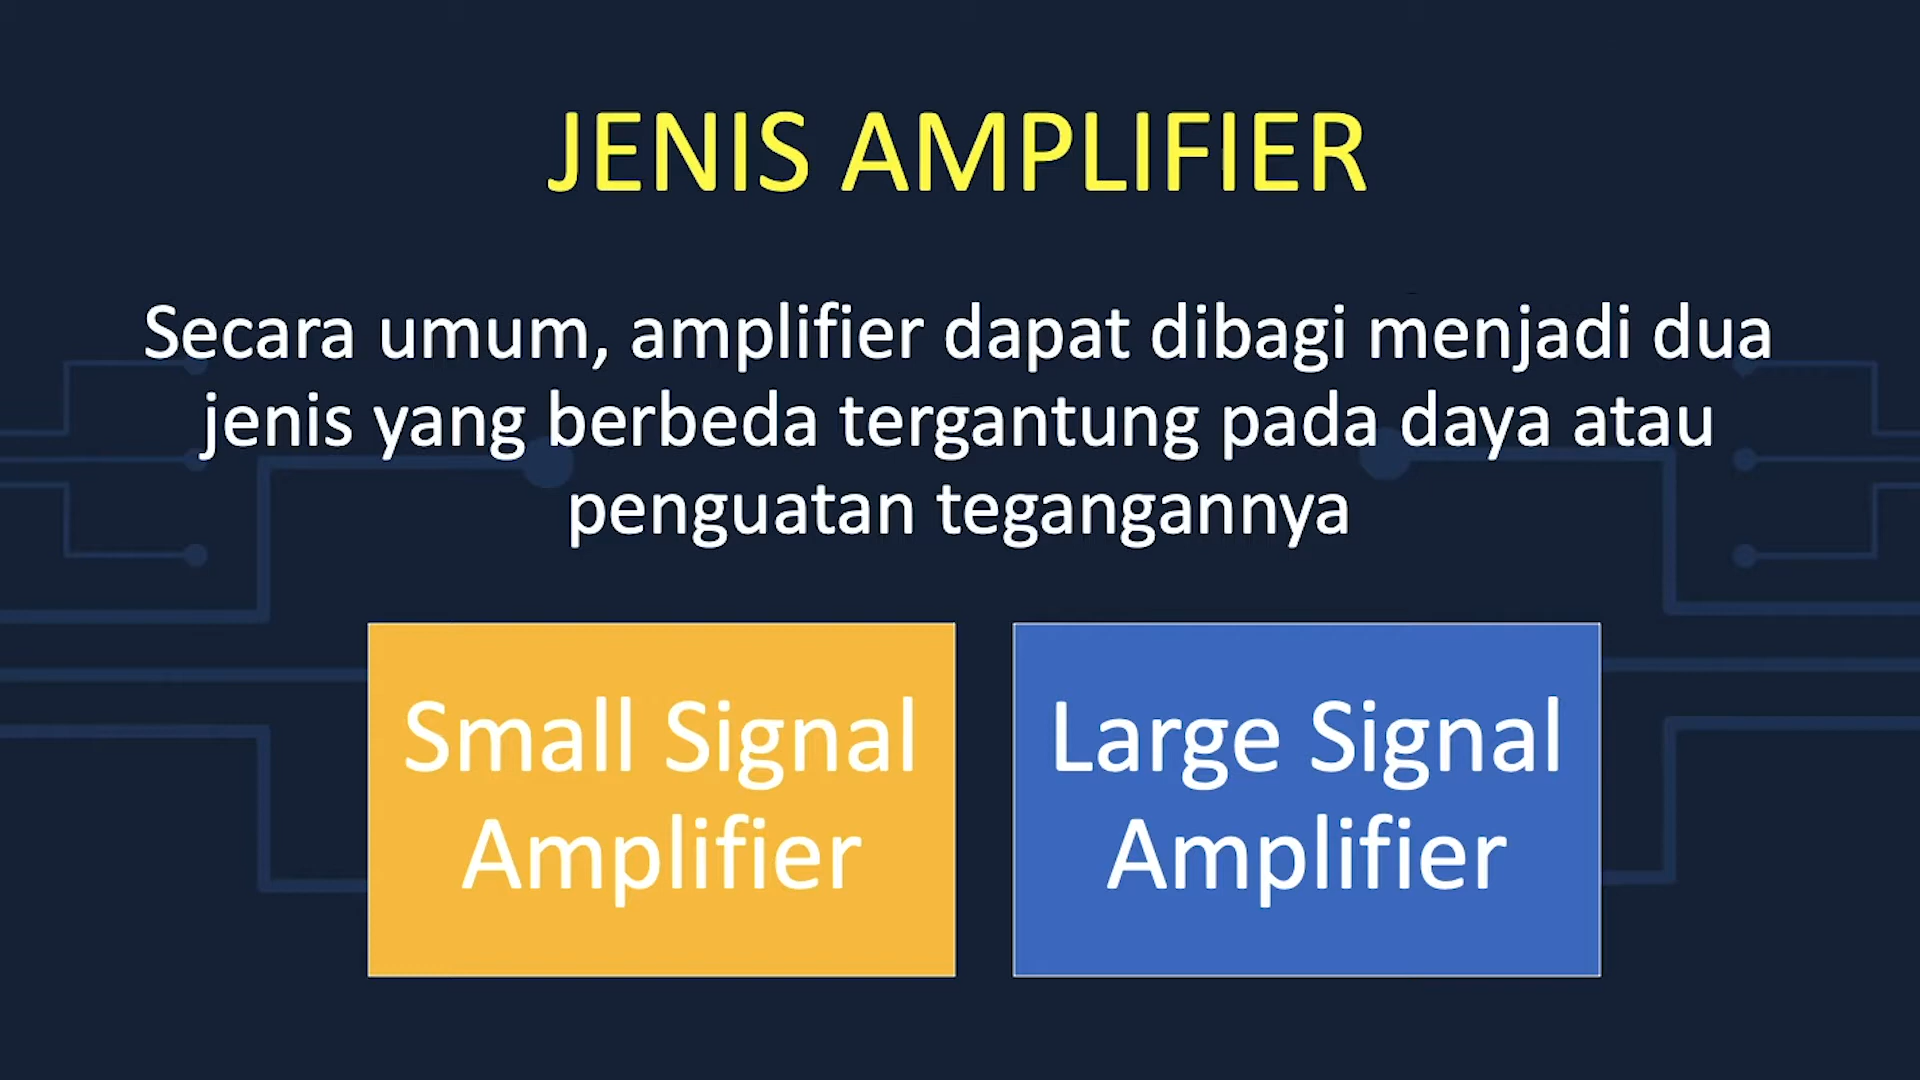 JENIS AMPLIFIER
Secara umum, amplifier dapat dibagi menjadi dua
jenis yang berbeda tergantung pada daya atau
penguatan tegangannya
Small Signal
Amplifier
Large Signal
Amplifier